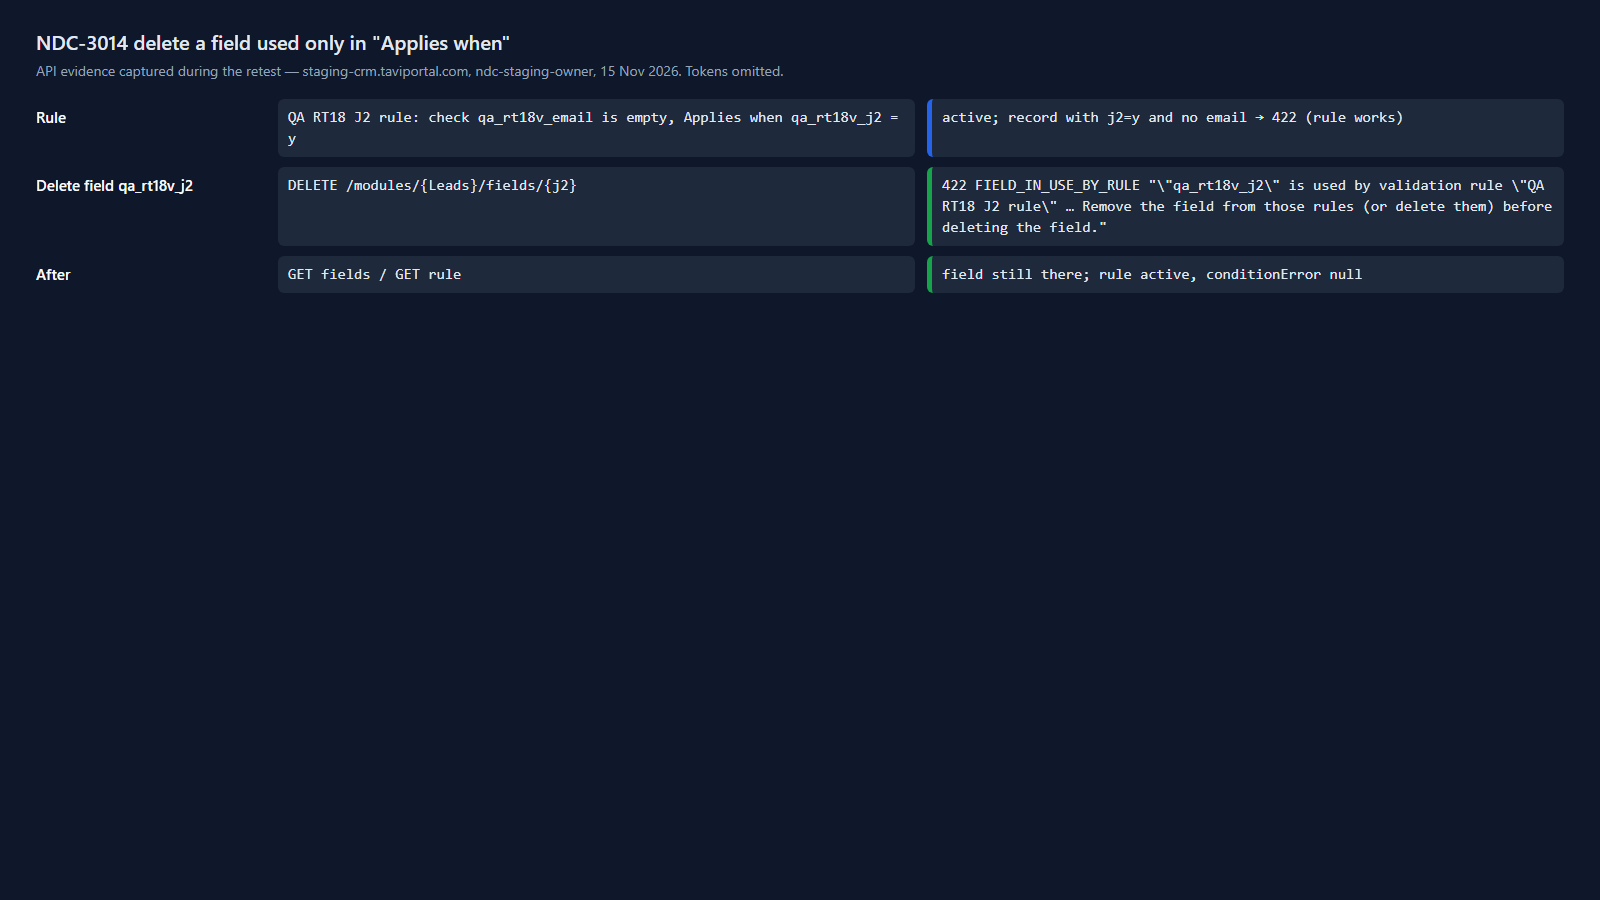 NDC-3014 delete a field used only in "Applies when"
API evidence captured during the retest — staging-crm.taviportal.com, ndc-staging-owner, 15 Nov 2026. Tokens omitted.
Rule
QA RT18 J2 rule: check qa_rt18v_email is empty, Applies when qa_rt18v_j2 =
y
active; record with j2=y and no email → 422 (rule works)
Delete field qa_rt18v_j2
DELETE /modules/{Leads}/fields/{j2}
422 FIELD_IN_USE_BY_RULE "\"qa_rt18v_j2\" is used by validation rule \"QA
RT18 J2 rule\" … Remove the field from those rules (or delete them) before
deleting the field."
After
GET fields / GET rule
field still there; rule active, conditionError null